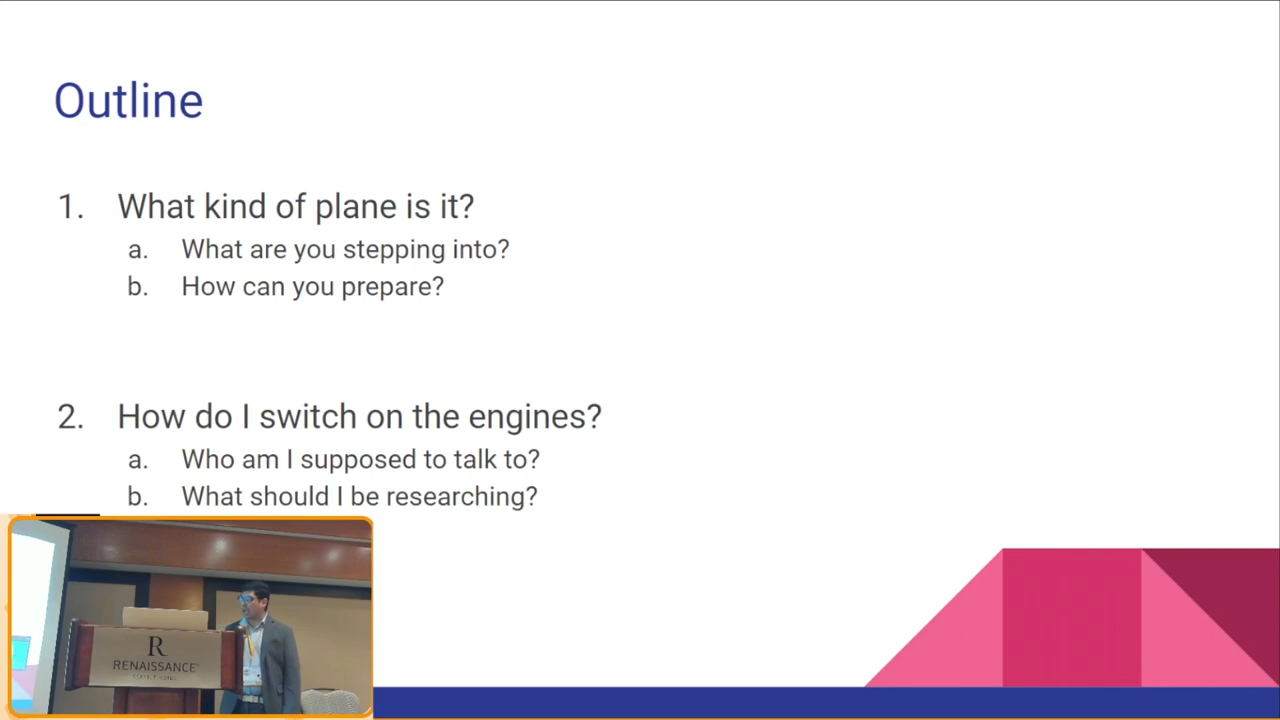 Outline
1. What kind of plane is it?
a. What are you stepping into?
b. How can you prepare?
2. How do I switch on the engines?
a. Who am I supposed to talk to?
b. What should I be researching?
R
RENAISSANCE